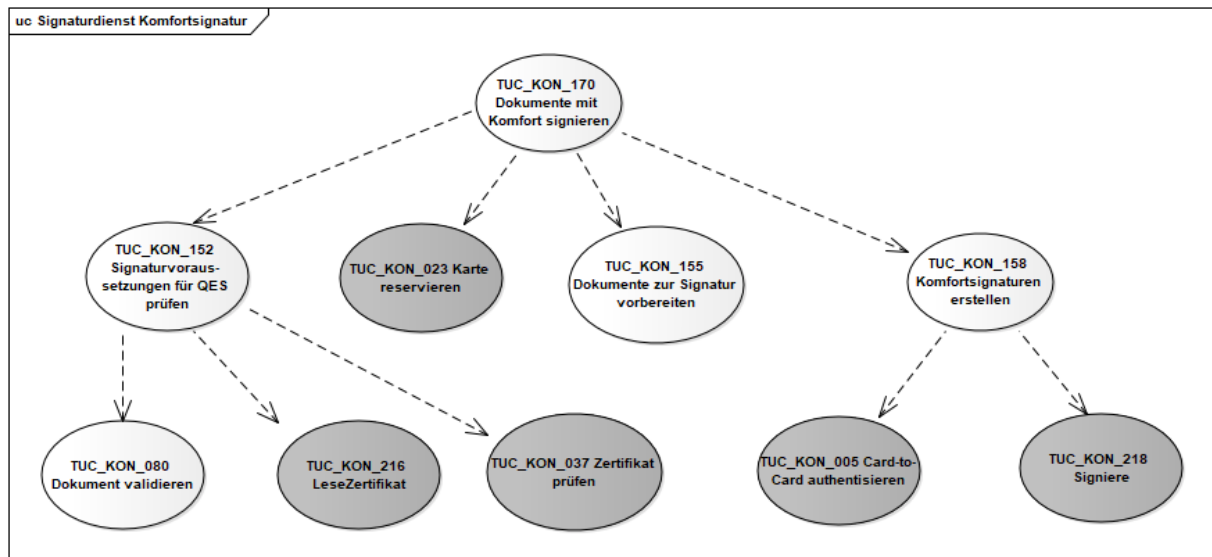 uc Signaturdienst Komfortsignatur
TUC_KON_170
Dokumente mit
Komfort signieren
TUC_KON_152
Signaturvoraus-
setzungen für QES
prüfen
TUC_KON_023 Karte
reservieren
TUC_KON_155
Dokumente zur Signatur
vorbereiten
TUC_KON_158
Komfortsignaturen
erstellen
TUC_KON_080
Dokument validieren
TUC_KON_216
LeseZertifikat
TUC_KON_037 Zertifikat
prüfen
TUC_KON_005 Card-to-
Card authentisieren
TUC_KON_218
Signiere